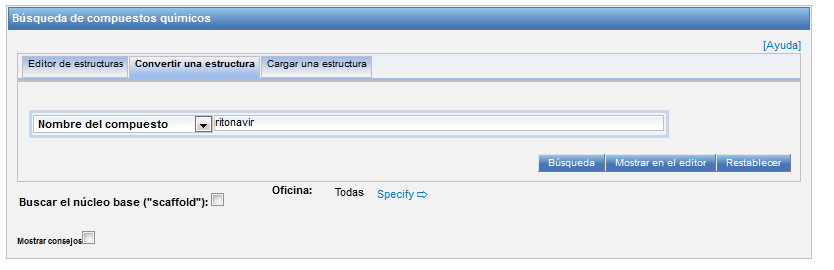 Búsqueda de compuestos químicos
[Ayuda]
Editor de estructuras Convertir una estructura Cargar una estructura
Nombre del compuesto ritonavir
Búsqueda Mostrar en el editor Restablecer
Buscar el núcleo base ("scaffold"): Oficina: Todas Specify ⇨
Mostrar consejos